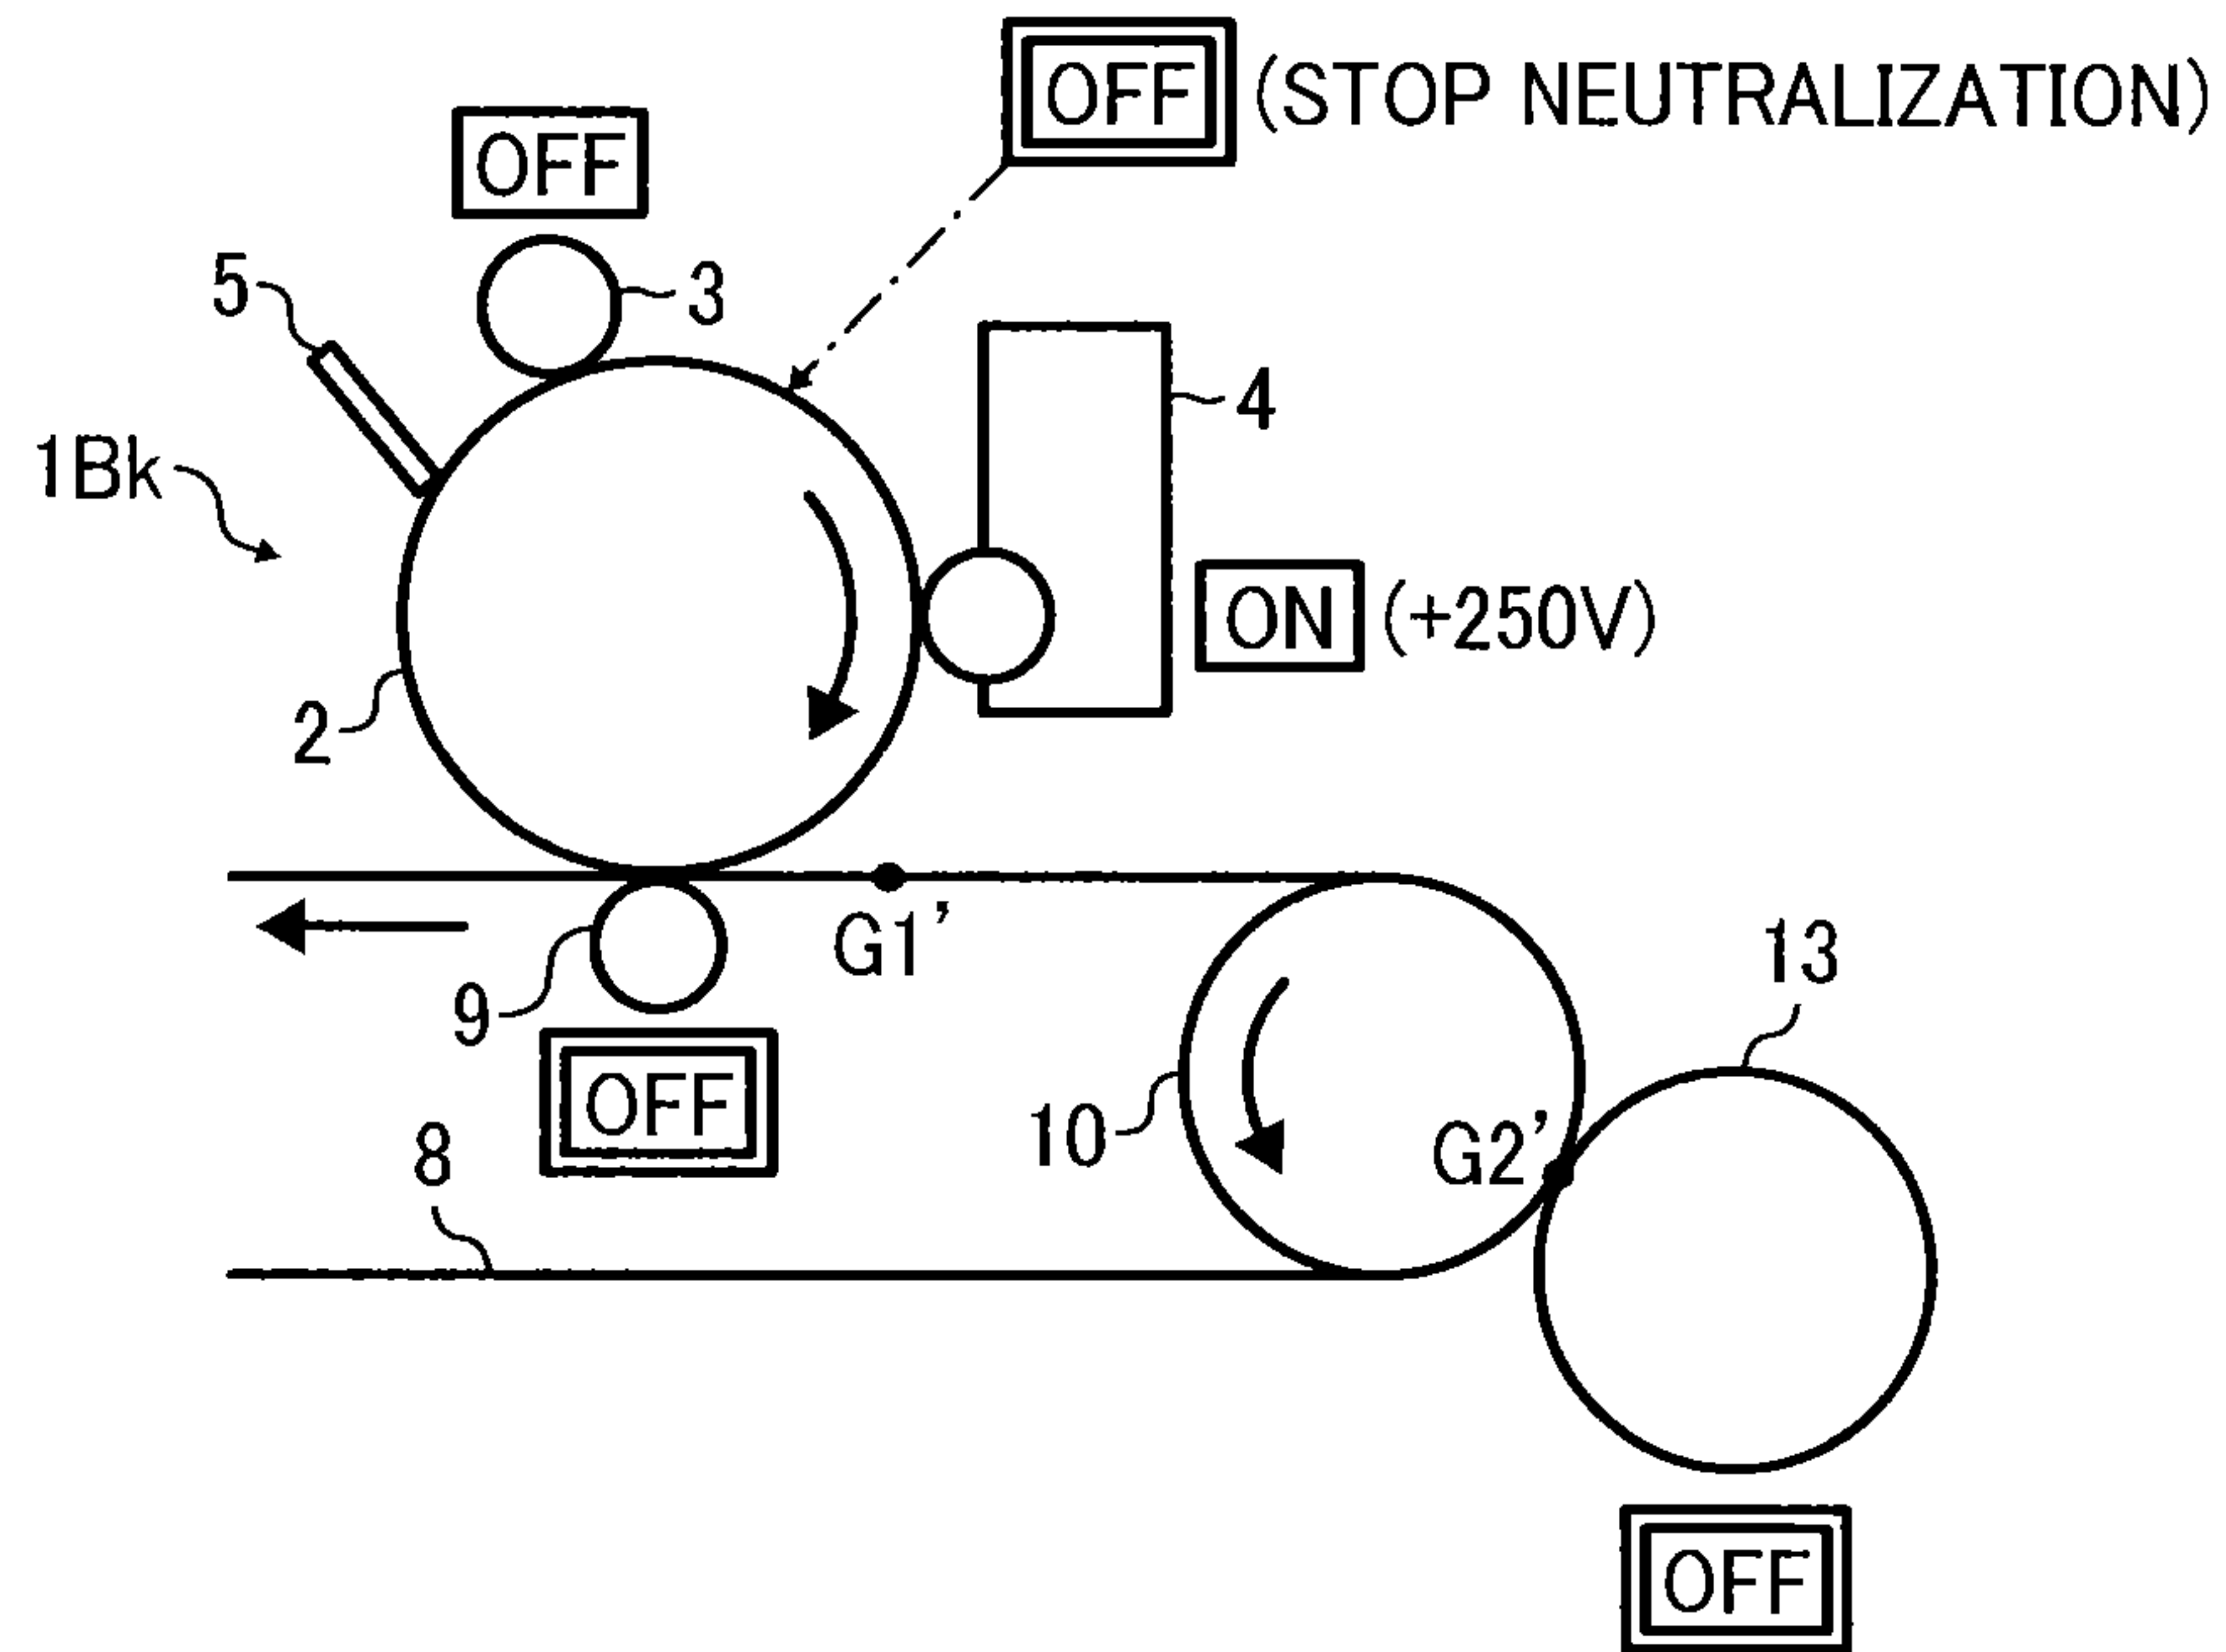 OFF (STOP NEUTRALIZATION)
OFF
5
3
4
1Bk
ON (+250V)
2
G1'
13
9
OFF
10
8
G2'
OFF